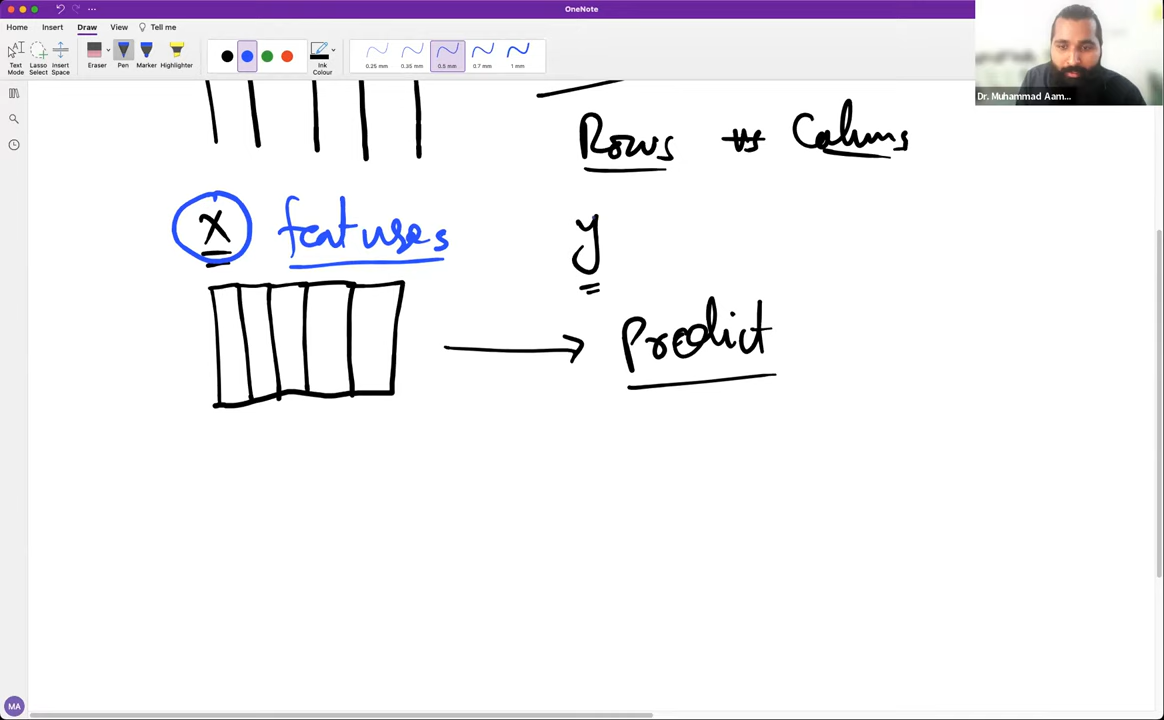 OneNote
Home Insert Draw View Tell me
Text Mode
Lasso Select
Insert Space
Eraser
Pen
Marker
Highlighter
Ink Colour
0.25 mm
0.35 mm
0.5 mm
0.7 mm
1 mm
Dr. Muhammad Aam...
Rows vs Colums
X features y
Predict
MA